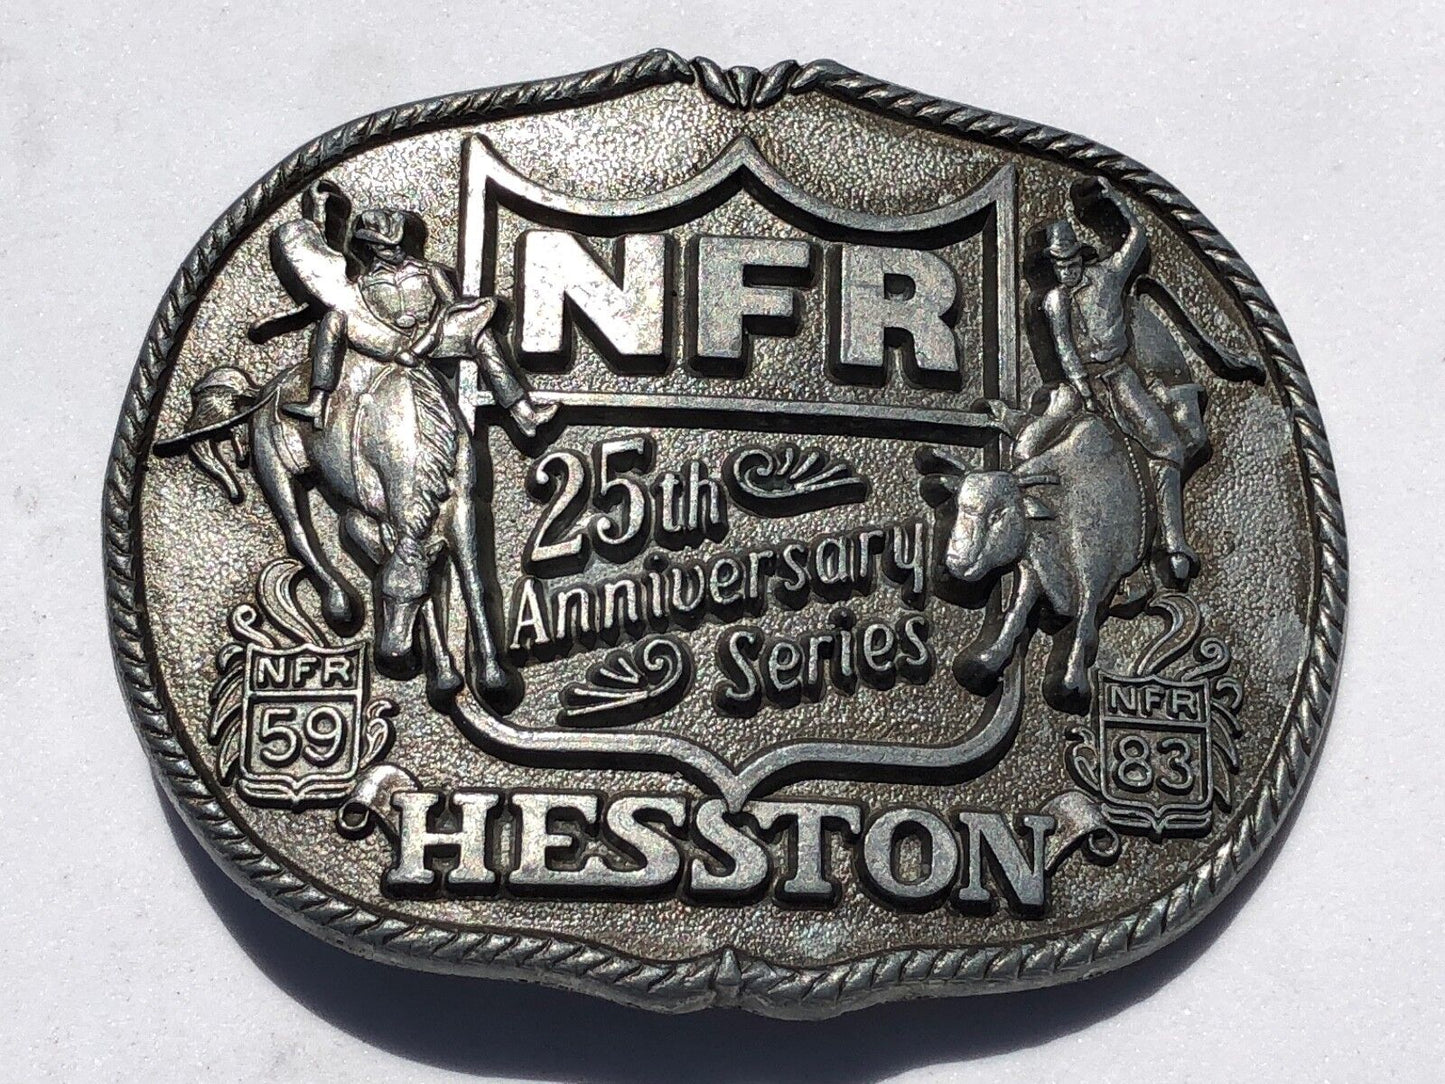 NFR
25th
Anniversary
Series
NFR
59
NFR
83
HESSTON